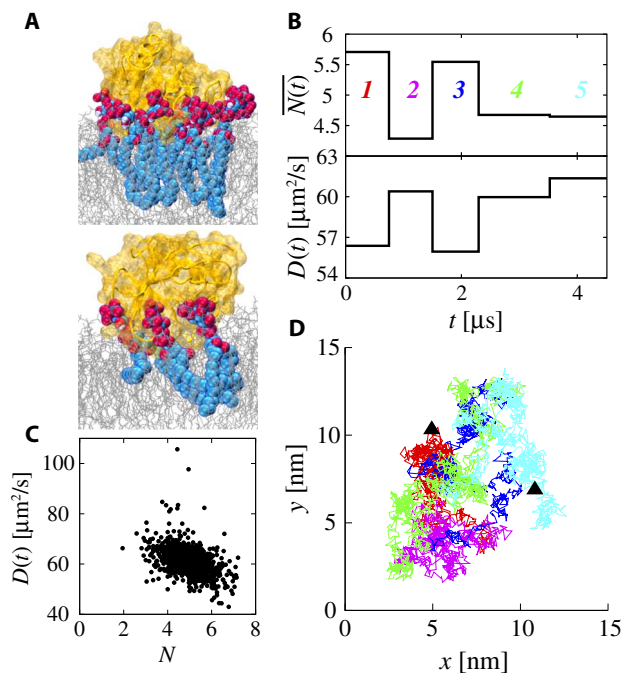 A
B
6
5.5
5
4.5
N(t)
1 2 3 4 5
63
60
57
54
D(t) [μm²/s]
0 2 4
t [μs]
C
100
80
60
40
D(t) [μm²/s]
0 2 4 6 8
N
D
15
10
5
0
y [nm]
0 5 10 15
x [nm]